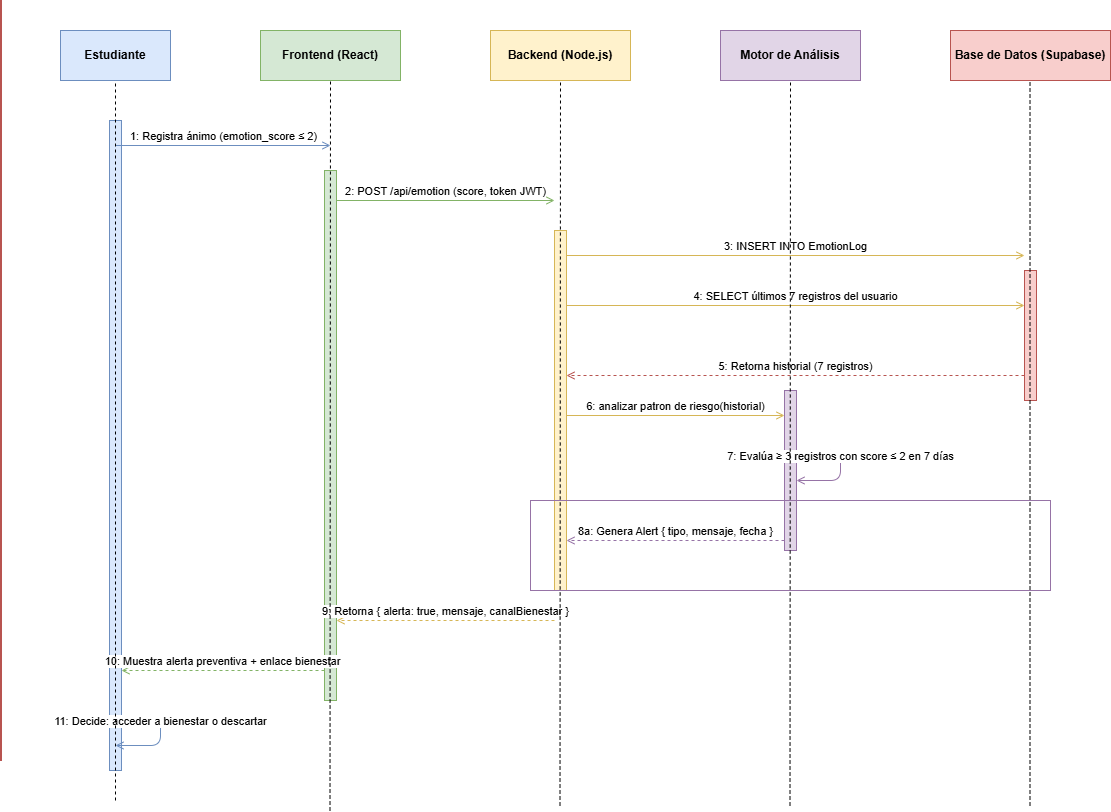 Estudiante
Frontend (React)
Backend (Node.js)
Motor de Análisis
Base de Datos (Supabase)
1: Registra ánimo (emotion_score ≤ 2)
2: POST /api/emotion (score, token JWT)
3: INSERT INTO EmotionLog
4: SELECT últimos 7 registros del usuario
5: Retorna historial (7 registros)
6: analizar patron de riesgo(historial)
7: Evalúa ≥ 3 registros con score ≤ 2 en 7 días
8a: Genera Alert { tipo, mensaje, fecha }
9: Retorna { alerta: true, mensaje, canalBienestar }
10: Muestra alerta preventiva + enlace bienestar
11: Decide: acceder a bienestar o descartar